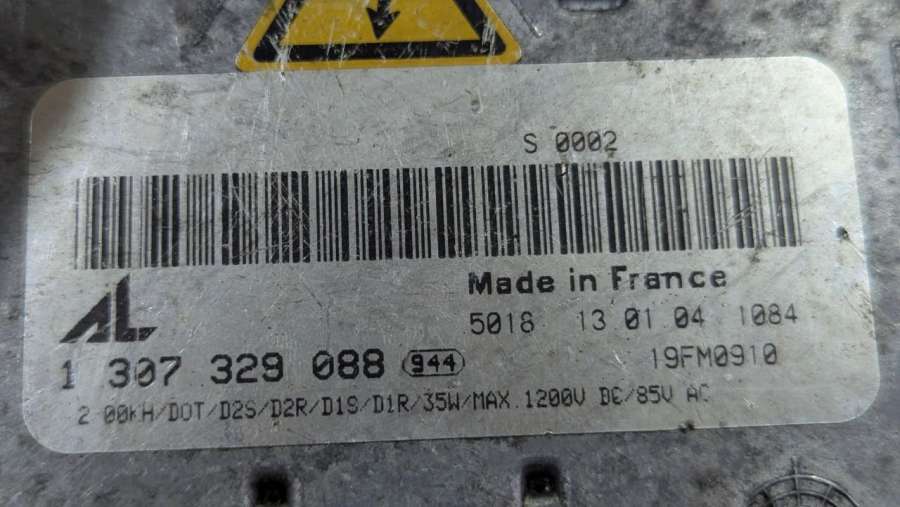 S 0002
AL
Made in France
5018 13 01 04 1084
1 307 329 088 944
19FM0910
2-00KH/DOT/D2S/D2R/D1S/D1R/35W/MAX.1200V DC/85V AC